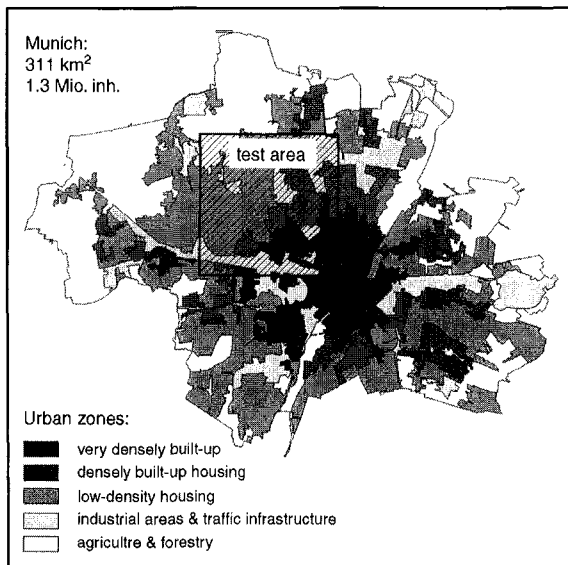 Munich:
311 km²
1.3 Mio. inh.
test area
Urban zones:
very densely built-up
densely built-up housing
low-density housing
industrial areas & traffic infrastructure
agricultre & forestry